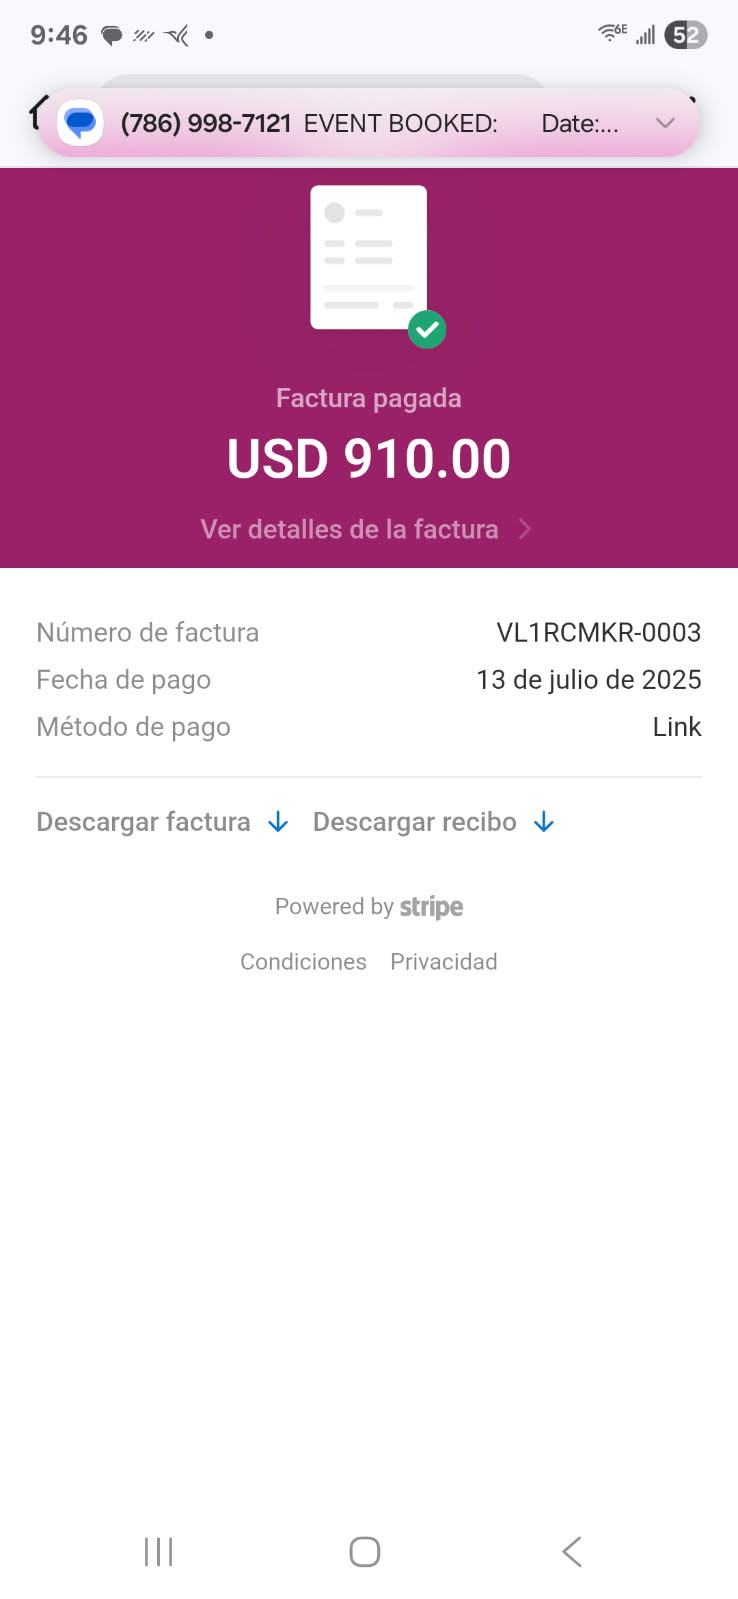 9:46
6E
52
(786) 998-7121 EVENT BOOKED: Date:...
Factura pagada
USD 910.00
Ver detalles de la factura
Número de factura VL1RCMKR-0003
Fecha de pago 13 de julio de 2025
Método de pago Link
Descargar factura Descargar recibo
Powered by stripe
Condiciones Privacidad